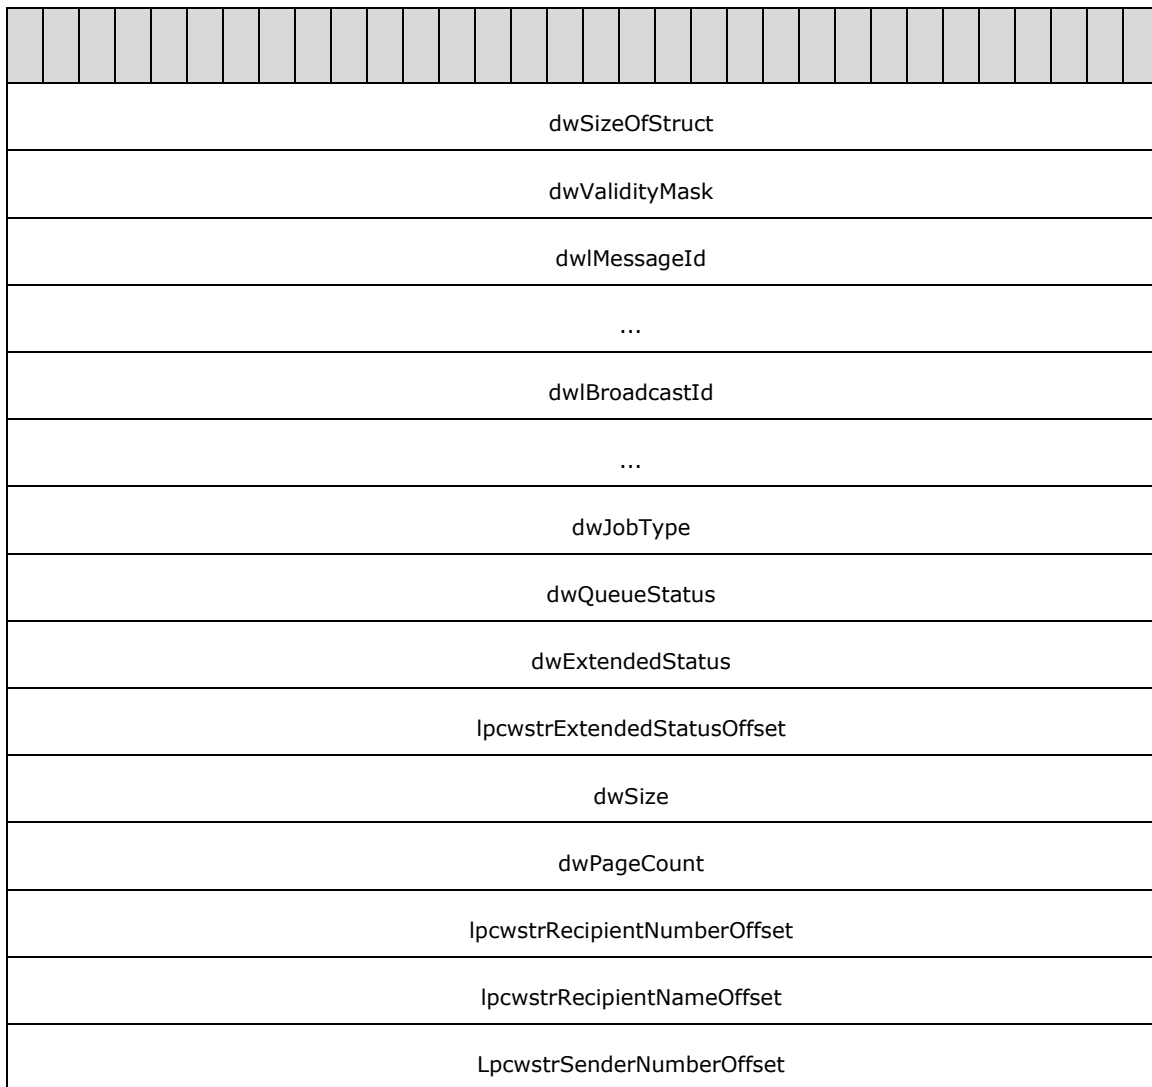 dwSizeOfStruct
dwValidityMask
dwlMessageId
...
dwlBroadcastId
...
dwJobType
dwQueueStatus
dwExtendedStatus
lpcwstrExtendedStatusOffset
dwSize
dwPageCount
lpcwstrRecipientNumberOffset
lpcwstrRecipientNameOffset
LpcwstrSenderNumberOffset